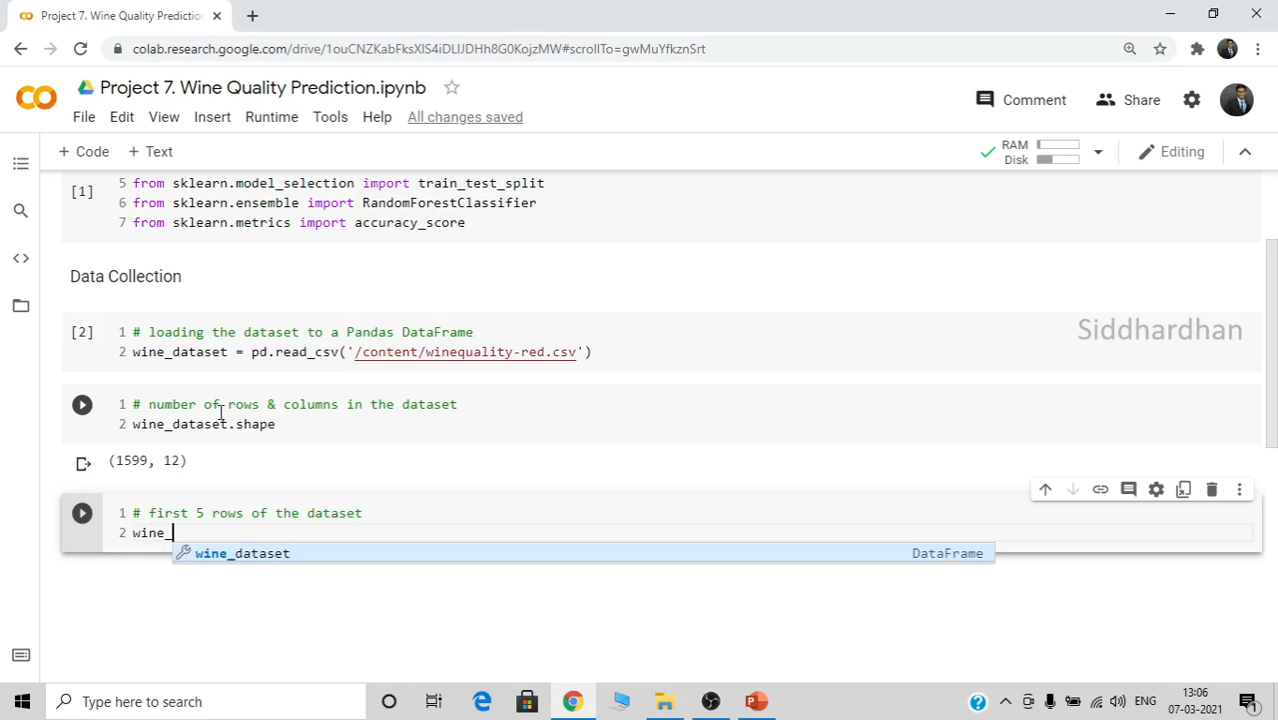 Project 7. Wine Quality Predictio
colab.research.google.com/drive/1ouCNZKabFksXlS4iDLIJDHh8G0KojzMW#scrollTo=gwMuYfkznSrt
Project 7. Wine Quality Prediction.ipynb
File Edit View Insert Runtime Tools Help All changes saved
Comment Share
+ Code + Text
RAM
Disk
Editing
[1]
5 from sklearn.model_selection import train_test_split
6 from sklearn.ensemble import RandomForestClassifier
7 from sklearn.metrics import accuracy_score
Data Collection
Siddhardhan
[2]
1 # loading the dataset to a Pandas DataFrame
2 wine_dataset = pd.read_csv('/content/winequality-red.csv')
1 # number of rows & columns in the dataset
2 wine_dataset.shape
(1599, 12)
1 # first 5 rows of the dataset
2 wine_
wine_dataset DataFrame
Type here to search
ENG
13:06
07-03-2021
1